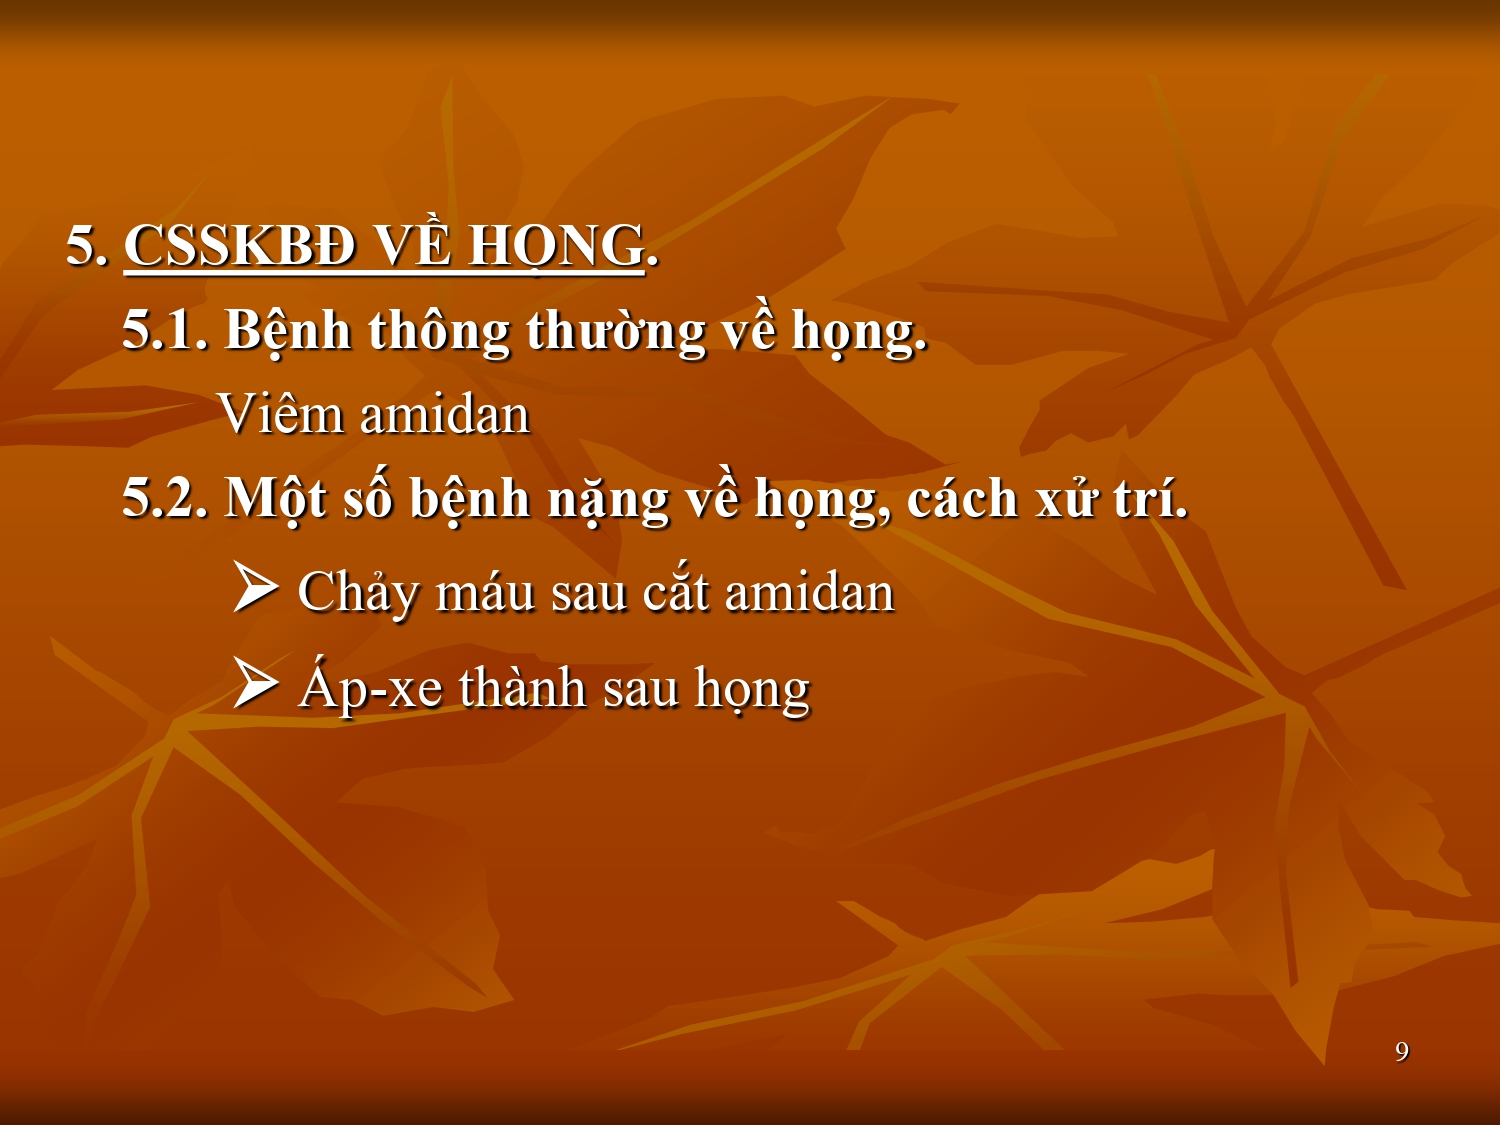 5. CSSKBĐ VỀ HỌNG.
5.1. Bệnh thông thường về họng.
Viêm amidan
5.2. Một số bệnh nặng về họng, cách xử trí.
➢ Chảy máu sau cắt amidan
➢ Áp-xe thành sau họng
9